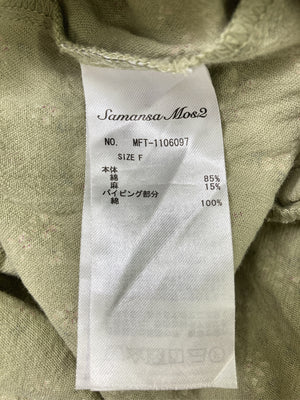 Samansa Mos2
NO. MFT-1106097
SIZE F
本体
綿 85%
麻 15%
パイピング部分
綿 100%